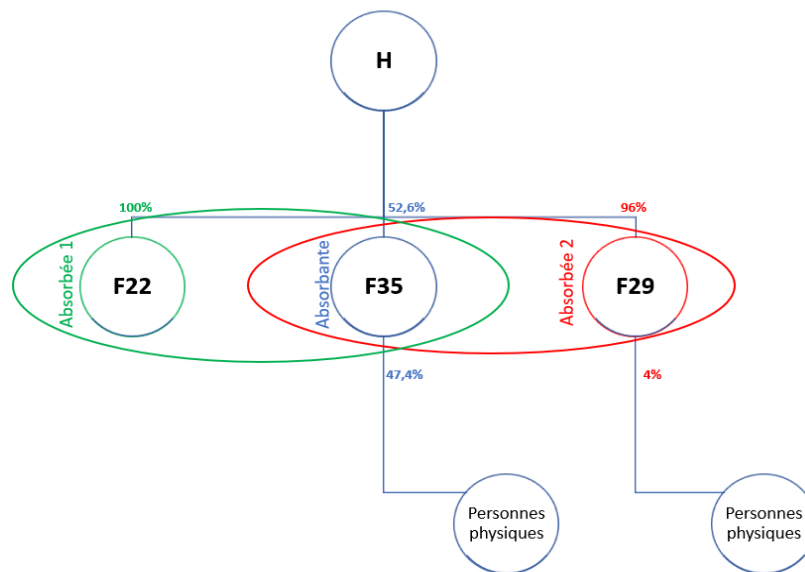 H
100%
52,6%
96%
Absorbée 1
F22
Absorbante
F35
Absorbée 2
F29
47,4%
4%
Personnes
physiques
Personnes
physiques